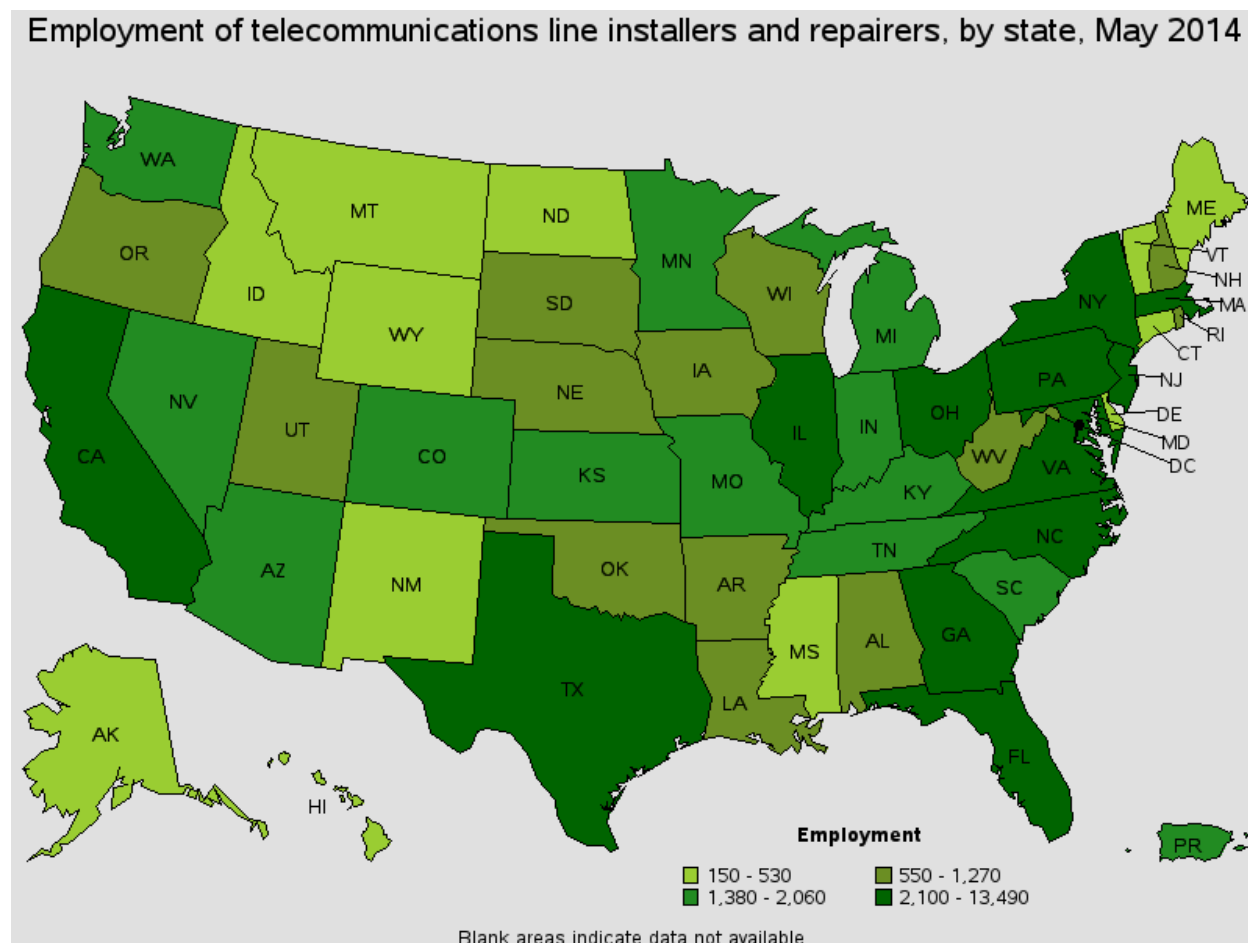 Employment of telecommunications line installers and repairers, by state, May 2014
WA
MT
ND
ME
OR
ID
MN
VT
NH
WI
SD
NY
MA
WY
MI
RI
CT
IA
PA
NJ
NE
NV
OH
DE
UT
IN
IL
MD
CA
CO
WV
DC
VA
KS
MO
KY
NC
TN
AZ
OK
NM
AR
SC
GA
MS
AL
TX
LA
AK
FL
HI
Employment
PR
150 - 530 550 - 1,270
1,380 - 2,060 2,100 - 13,490
Blank areas indicate data not available